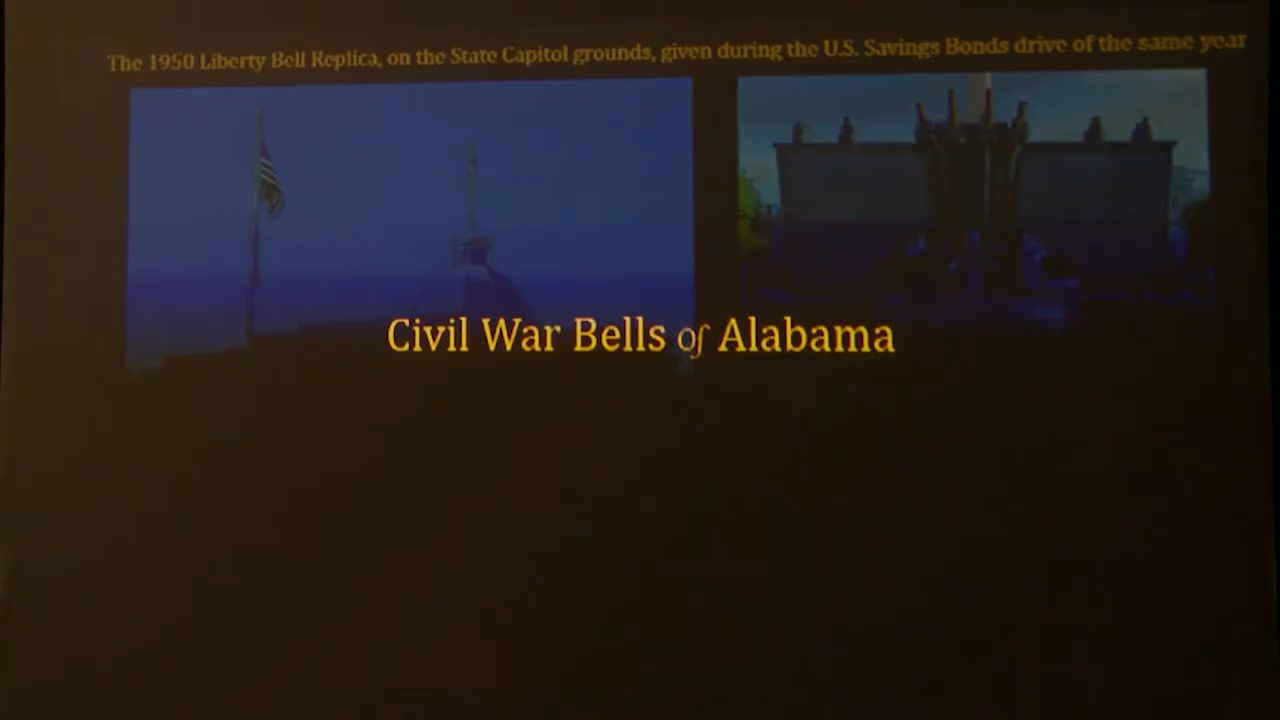 The 1950 Liberty Bell Replica, on the State Capitol grounds, given during the U.S. Savings Bonds drive of the same year
Civil War Bells of Alabama